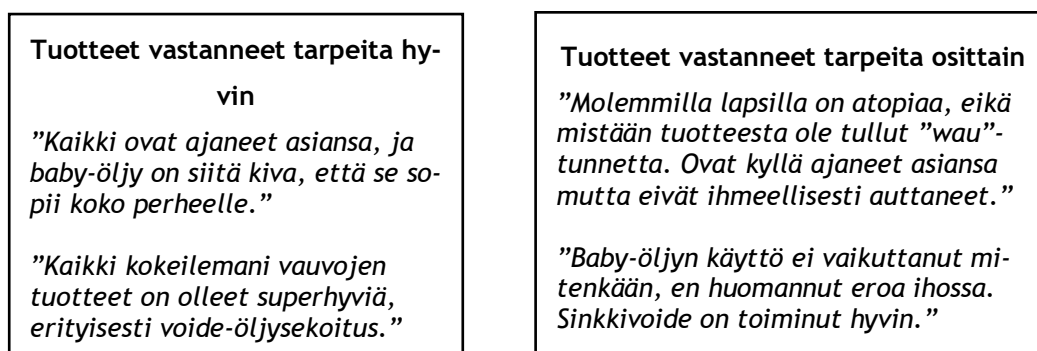 Tuotteet vastanneet tarpeita hy-
vin
”Kaikki ovat ajaneet asiansa, ja
baby-öljy on siitä kiva, että se so-
pii koko perheelle.”
”Kaikki kokeilemani vauvojen
tuotteet on olleet superhyviä,
erityisesti voide-öljysekoitus.”
Tuotteet vastanneet tarpeita osittain
”Molemmilla lapsilla on atopiaa, eikä
mistään tuotteesta ole tullut ”wau”-
tunnetta. Ovat kyllä ajaneet asiansa
mutta eivät ihmeellisesti auttaneet.”
”Baby-öljyn käyttö ei vaikuttanut mi-
tenkään, en huomannut eroa ihossa.
Sinkkivoide on toiminut hyvin.”